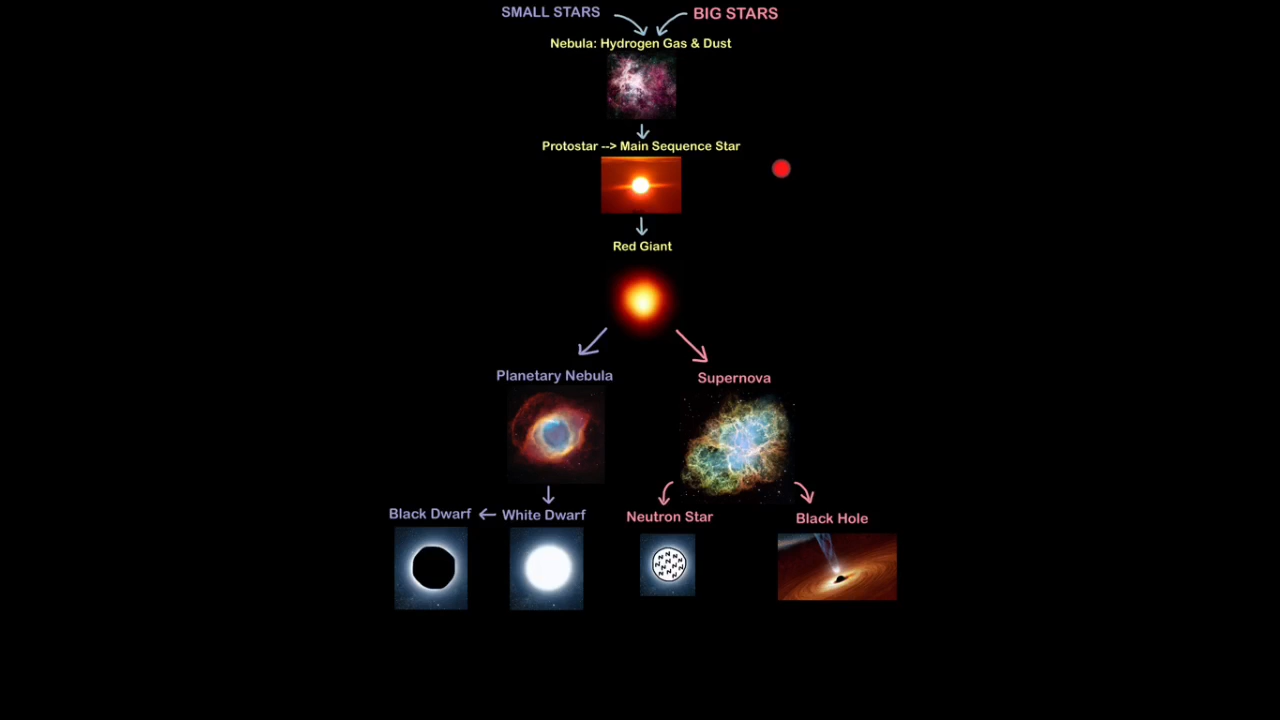 SMALL STARS
BIG STARS
Nebula: Hydrogen Gas & Dust
Protostar --> Main Sequence Star
Red Giant
Planetary Nebula
Supernova
Black Dwarf
White Dwarf
Neutron Star
Black Hole
N N N N N N N N N N